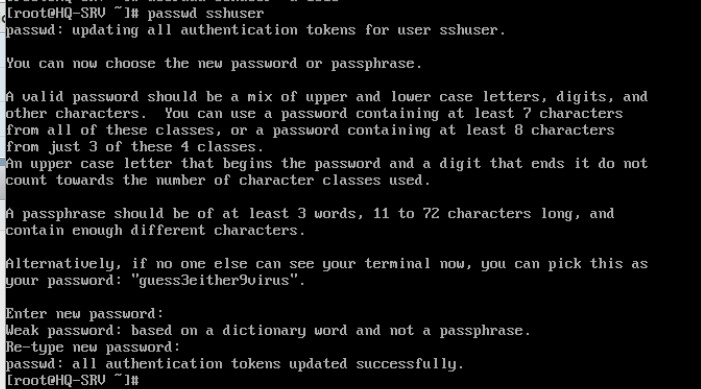 [root@HQ-SRV ~]# passwd sshuser
passwd: updating all authentication tokens for user sshuser.
You can now choose the new password or passphrase.
A valid password should be a mix of upper and lower case letters, digits, and
other characters.  You can use a password containing at least 7 characters
from all of these classes, or a password containing at least 8 characters
from just 3 of these 4 classes.
An upper case letter that begins the password and a digit that ends it do not
count towards the number of character classes used.
A passphrase should be of at least 3 words, 11 to 72 characters long, and
contain enough different characters.
Alternatively, if no one else can see your terminal now, you can pick this as
your password: "guess3either9virus".
Enter new password:
Weak password: based on a dictionary word and not a passphrase.
Re-type new password:
passwd: all authentication tokens updated successfully.
[root@HQ-SRV ~]#